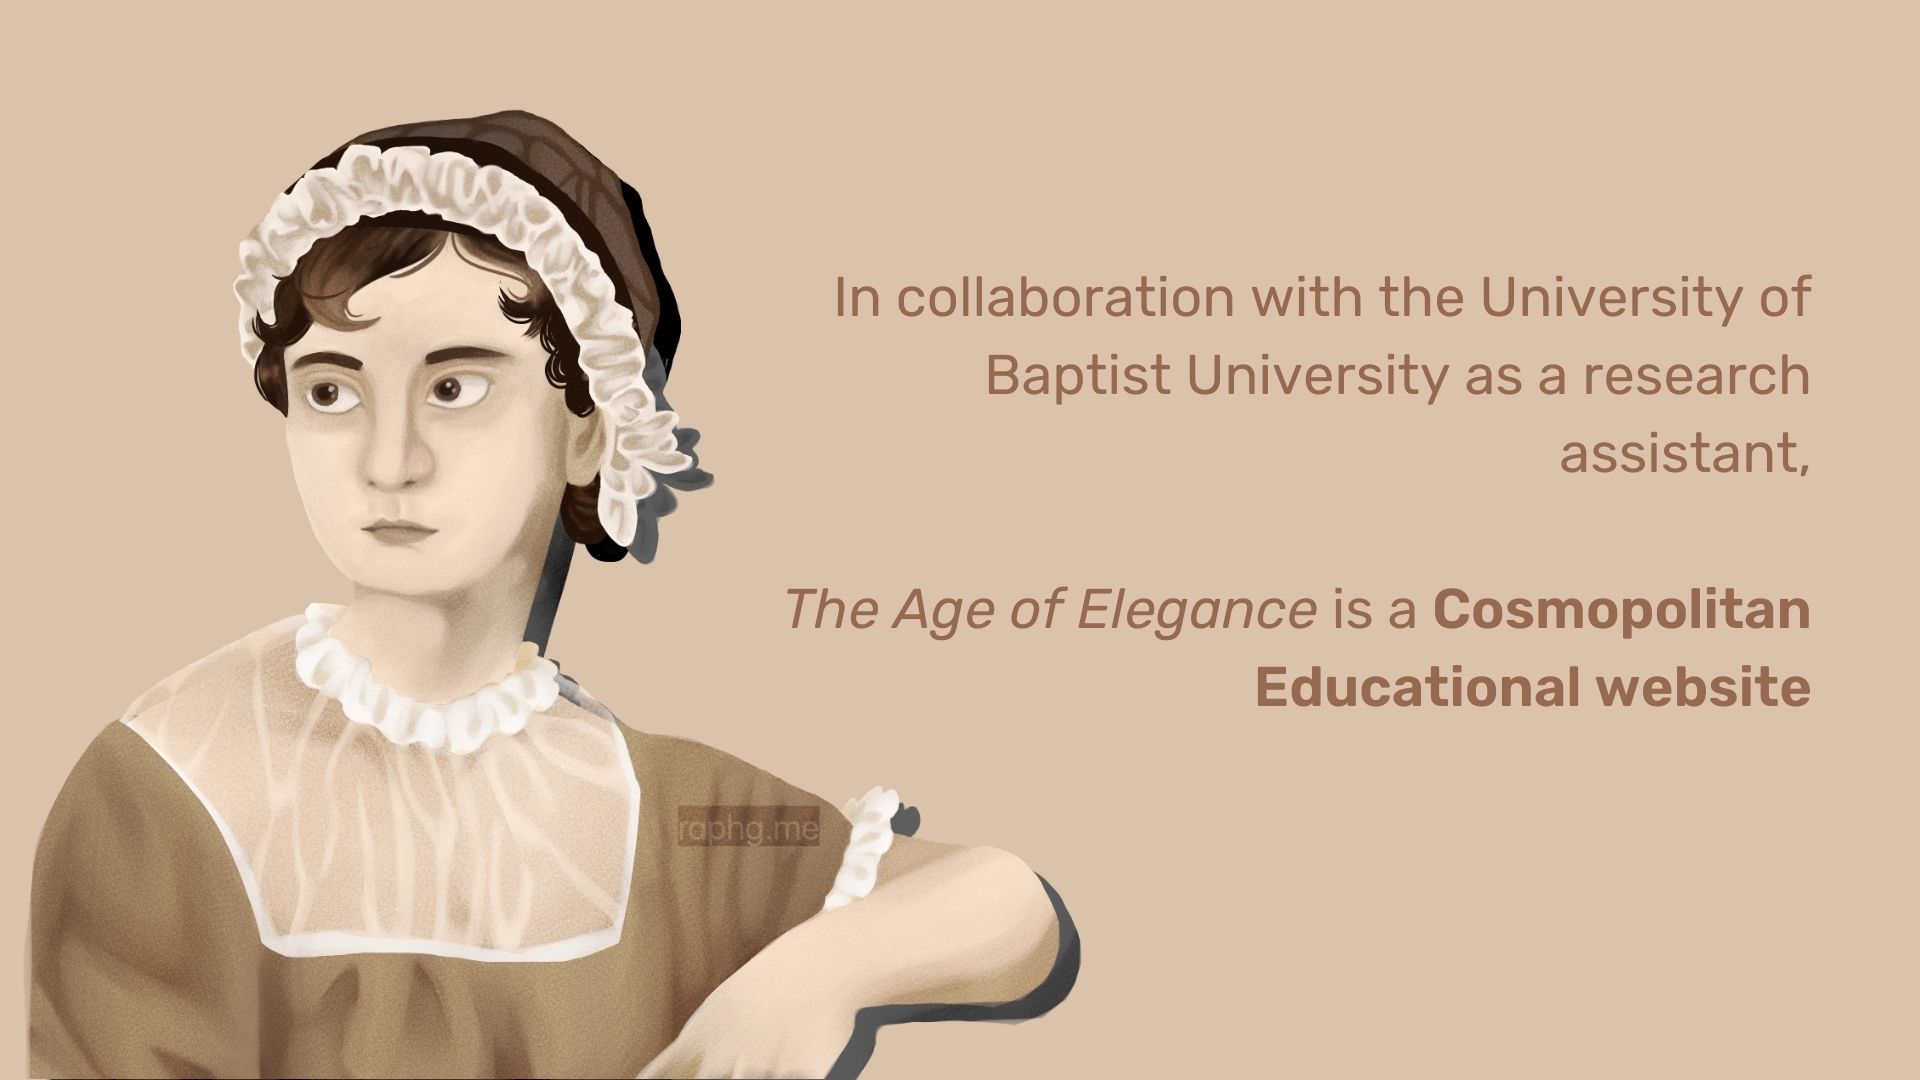 In collaboration with the University of
Baptist University as a research
assistant,
The Age of Elegance is a Cosmopolitan
Educational website
raphg.me